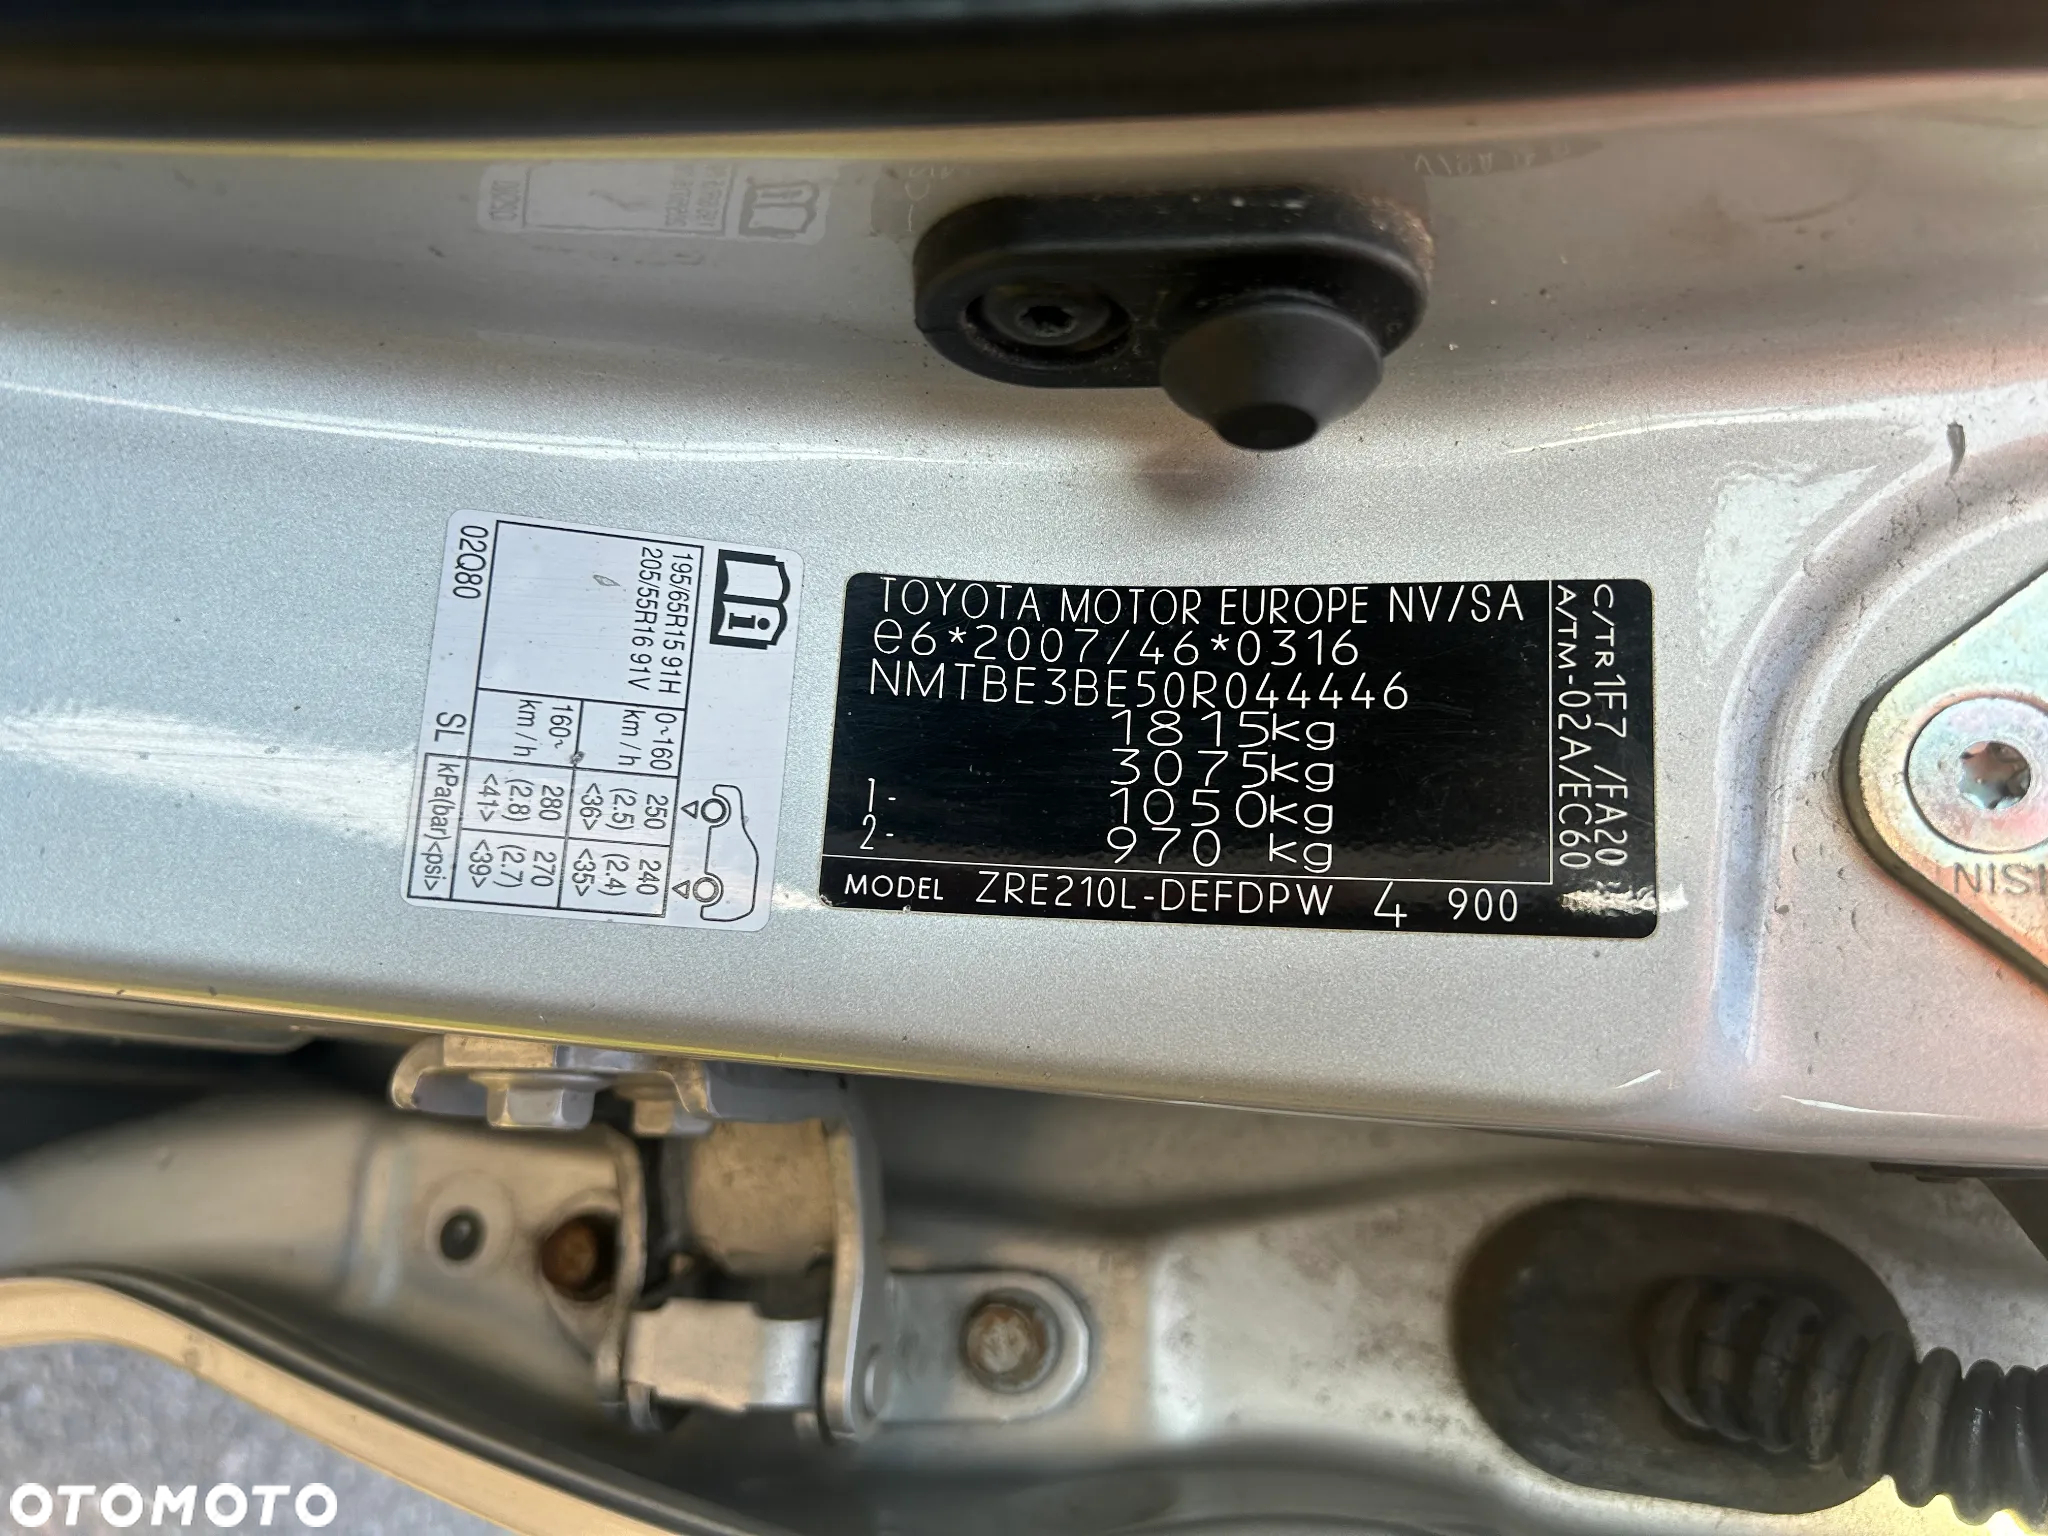 195/65R15 91H
205/55R16 91V
0~160
km/h
250
(2.5)
<36>
240
(2.4)
<35>
160~
km/h
280
(2.8)
<41>
270
(2.7)
<39>
02Q80
SL
kPa(bar)<psi>
TOYOTA MOTOR EUROPE NV/SA
e6*2007/46*0316
NMTBE3BE50R044446
1815kg
3075kg
1- 1050kg
2- 970 kg
MODEL ZRE210L-DEFDPW 4 900
C/TR 1F7 /FA20
A/TM-02A/EC60
NISI
OTOMOTO